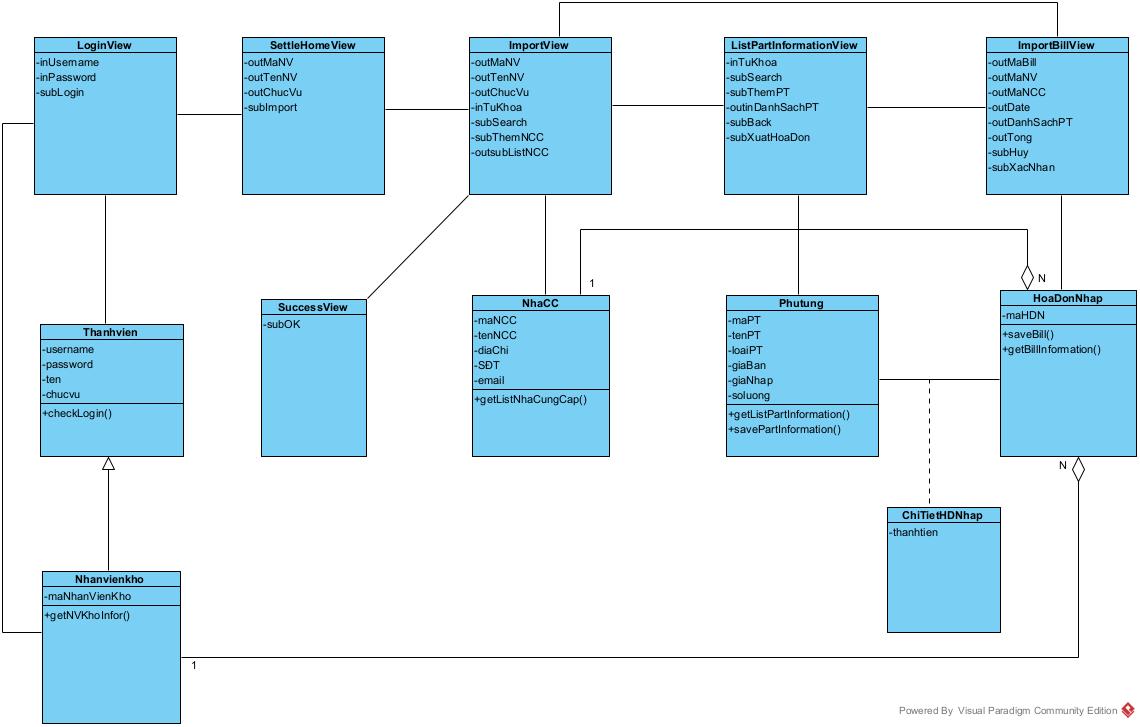 LoginView
-inUsername
-inPassword
-subLogin
SettleHomeView
-outMaNV
-outTenNV
-outChucVu
-subImport
ImportView
-outMaNV
-outTenNV
-outChucVu
-inTuKhoa
-subSearch
-subThemNCC
-outsubListNCC
ListPartInformationView
-inTuKhoa
-subSearch
-subThemPT
-outinDanhSachPT
-subBack
-subXuatHoaDon
ImportBillView
-outMaBill
-outMaNV
-outMaNCC
-outDate
-outDanhSachPT
-outTong
-subHuy
-subXacNhan
1
N
Thanhvien
-username
-password
-ten
-chucvu
+checkLogin()
SuccessView
-subOK
NhaCC
-maNCC
-tenNCC
-diaChi
-SĐT
-email
+getListNhaCungCap()
Phutung
-maPT
-tenPT
-loaiPT
-giaBan
-giaNhap
-soluong
+getListPartInformation()
+savePartInformation()
HoaDonNhap
-maHDN
+saveBill()
+getBillInformation()
N
ChiTietHDNhap
-thanhtien
Nhanvienkho
-maNhanVienKho
+getNVKhoInfor()
1
Powered By Visual Paradigm Community Edition